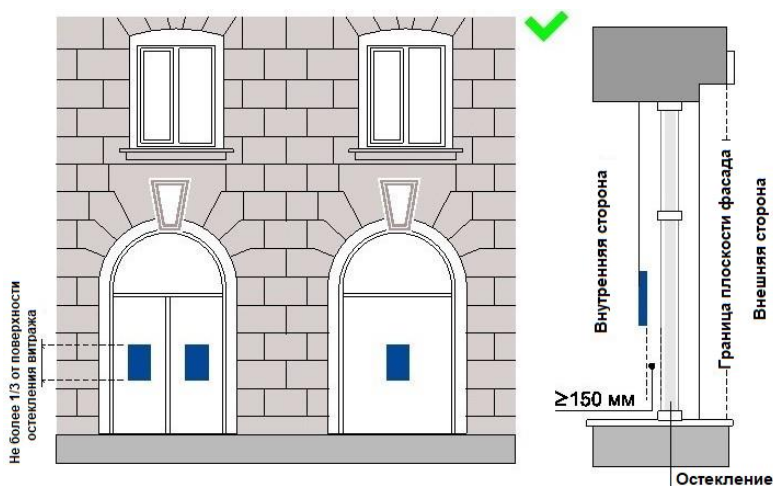 Не более 1/3 от поверхности
остекления витража
Внутренняя сторона
Граница плоскости фасада
Внешняя сторона
≥150 мм
Остекление